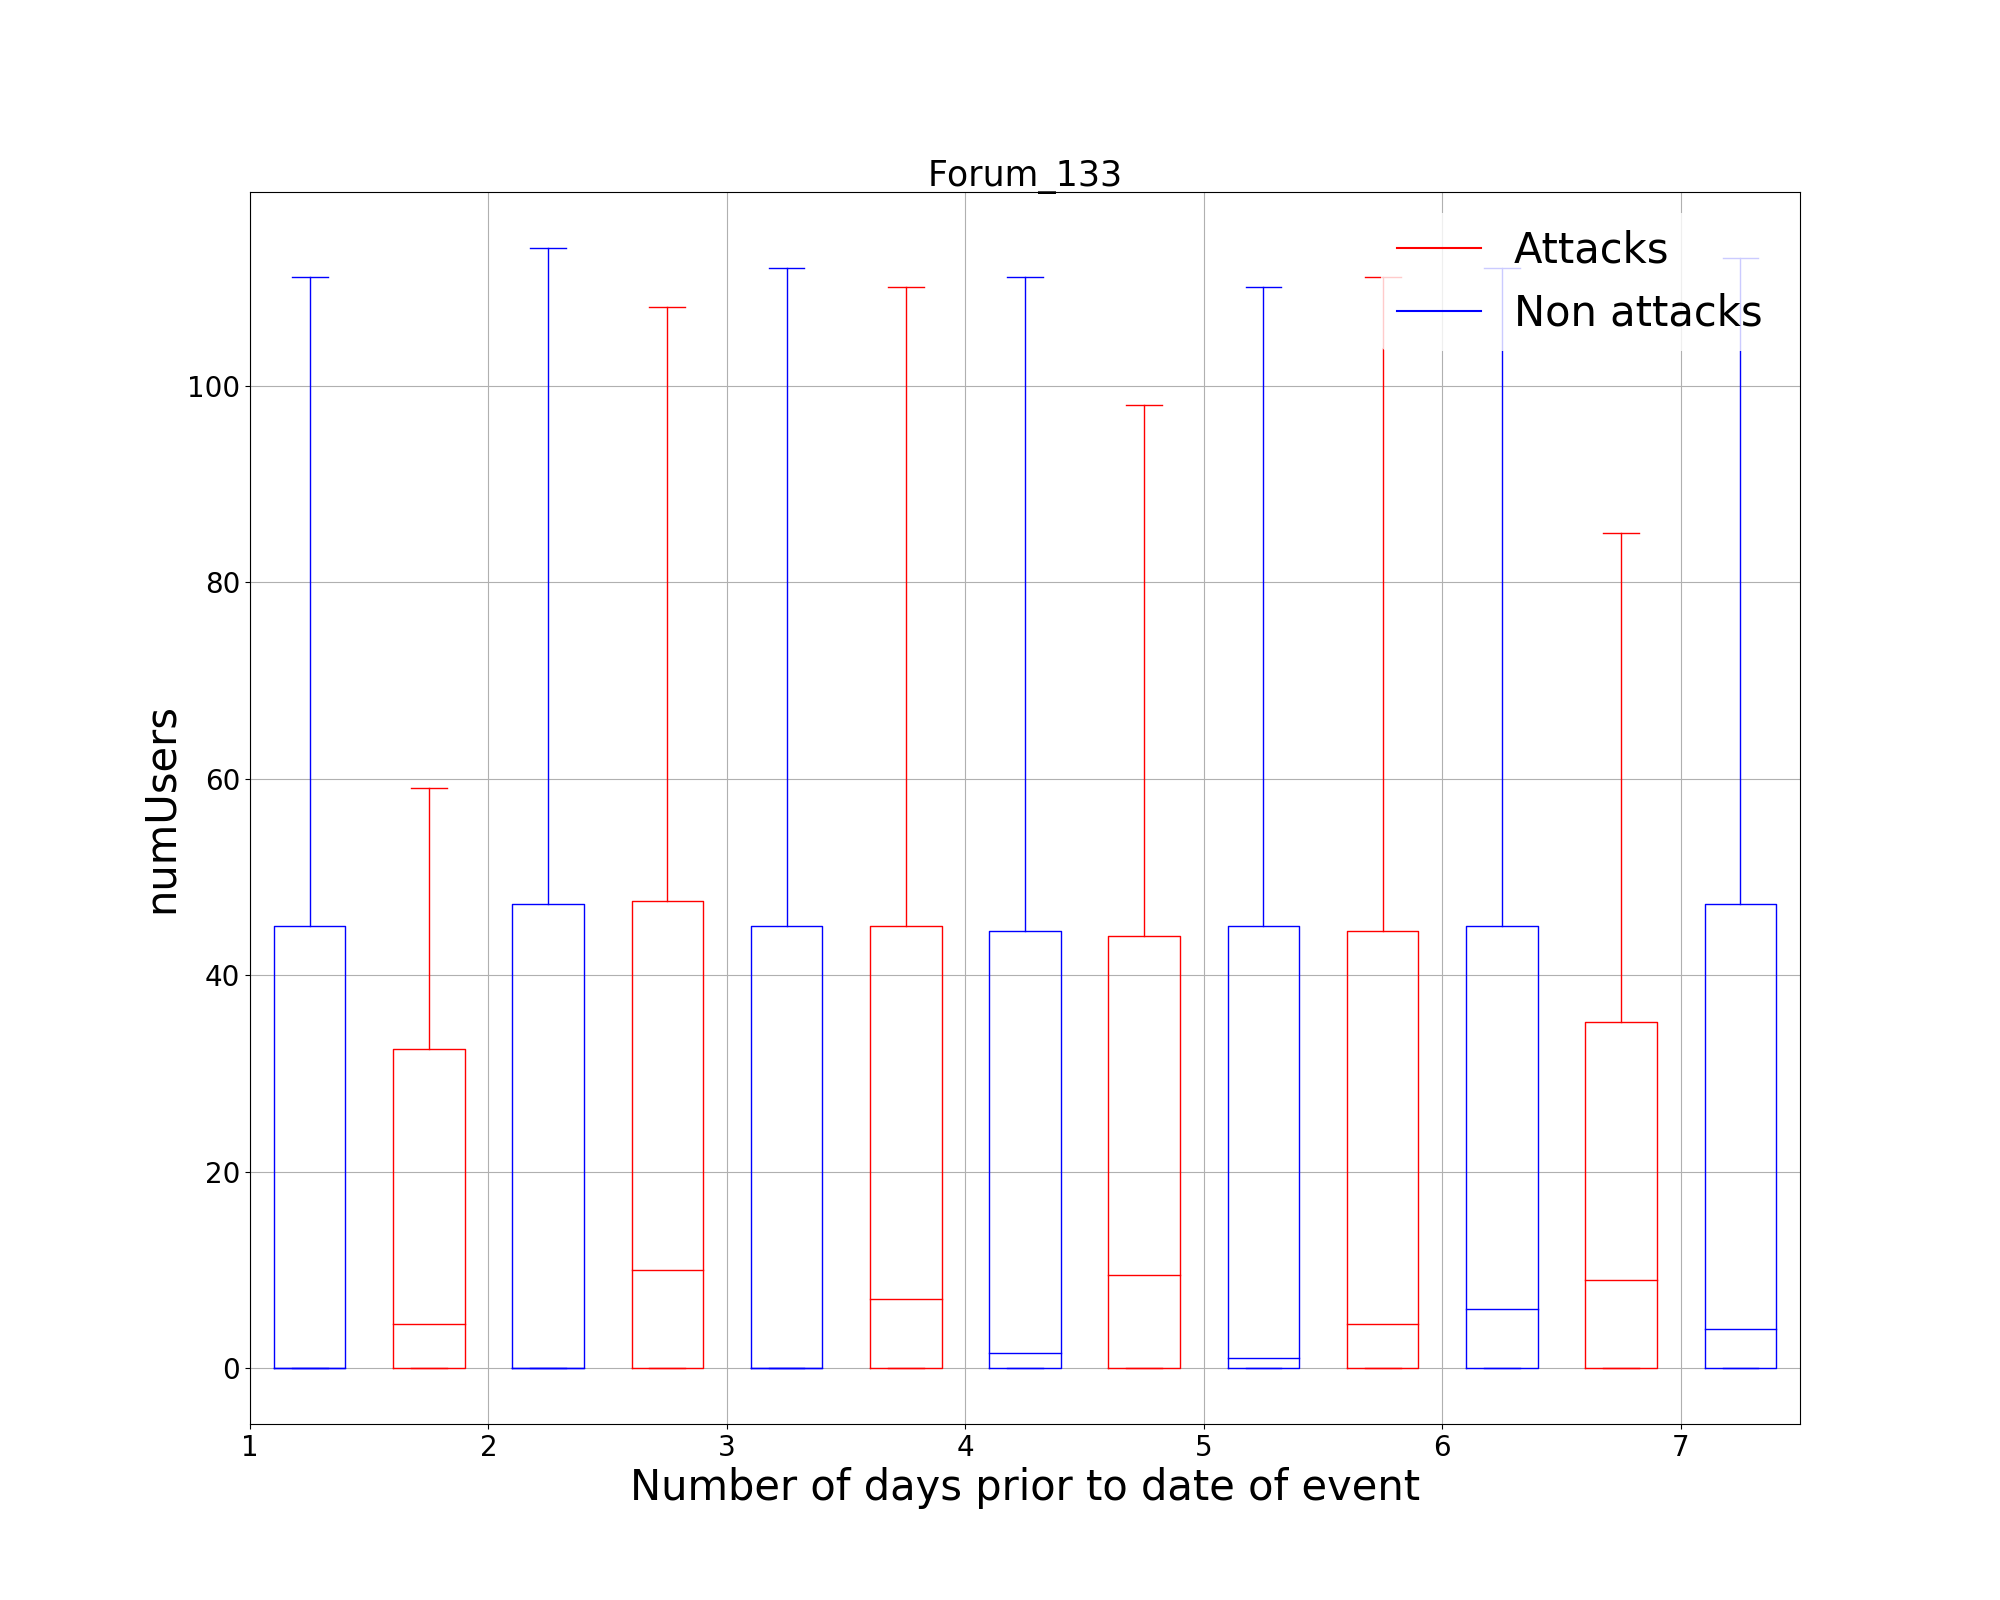 Forum_133
Attacks
Non attacks
100
80
60
40
20
0
numUsers
1 2 3 4 5 6 7
Number of days prior to date of event